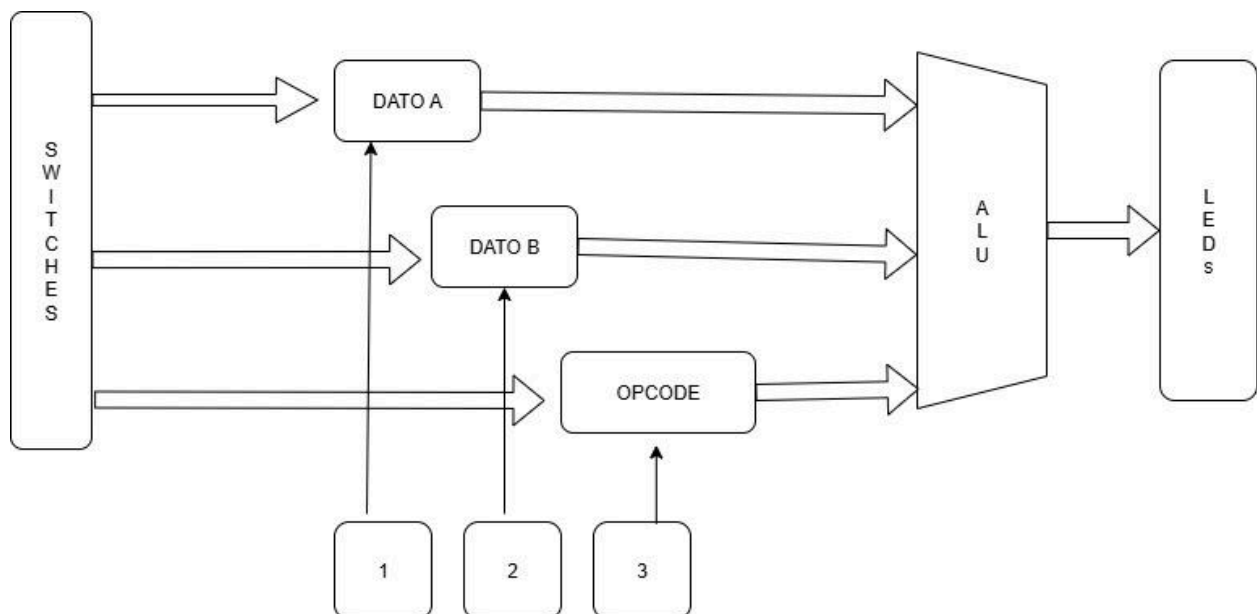 SWITCHES
DATO A
DATO B
OPCODE
ALU
LEDs
1
2
3